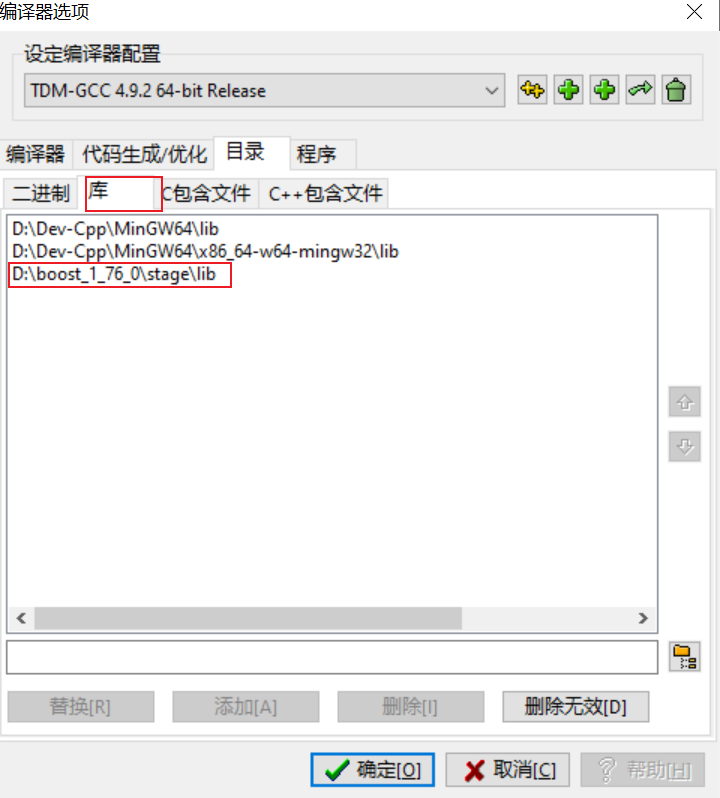 编译器选项
设定编译器配置
TDM-GCC 4.9.2 64-bit Release
编译器 代码生成/优化 目录 程序
二进制 库 C包含文件 C++包含文件
D:\Dev-Cpp\MinGW64\lib
D:\Dev-Cpp\MinGW64\x86_64-w64-mingw32\lib
D:\boost_1_76_0\stage\lib
替换[R] 添加[A] 删除[I] 删除无效[D]
确定[O] 取消[C] 帮助[H]